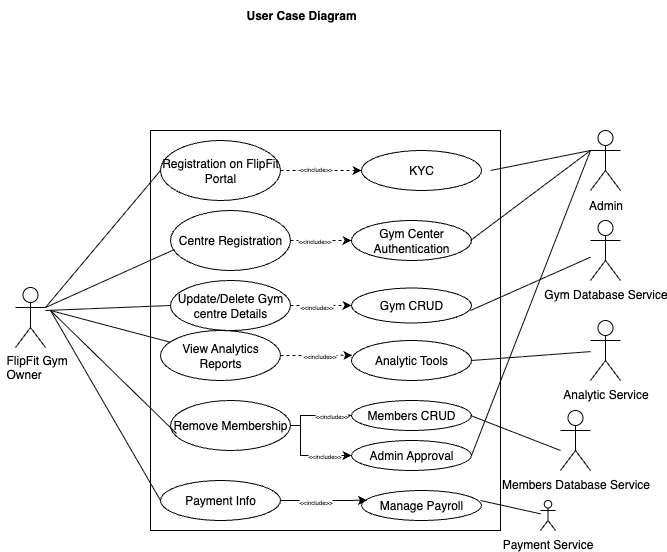 User Case Diagram
Registration on FlipFit
Portal
<<include>>
KYC
Admin
Centre Registration
<<include>>
Gym Center
Authentication
Gym Database Service
Update/Delete Gym
centre Details
<<include>>
Gym CRUD
FlipFit Gym
Owner
View Analytics
Reports
<<include>>
Analytic Tools
Analytic Service
Remove Membership
<<include>>
Members CRUD
<<include>>
Admin Approval
Members Database Service
Payment Info
<<include>>
Manage Payroll
Payment Service